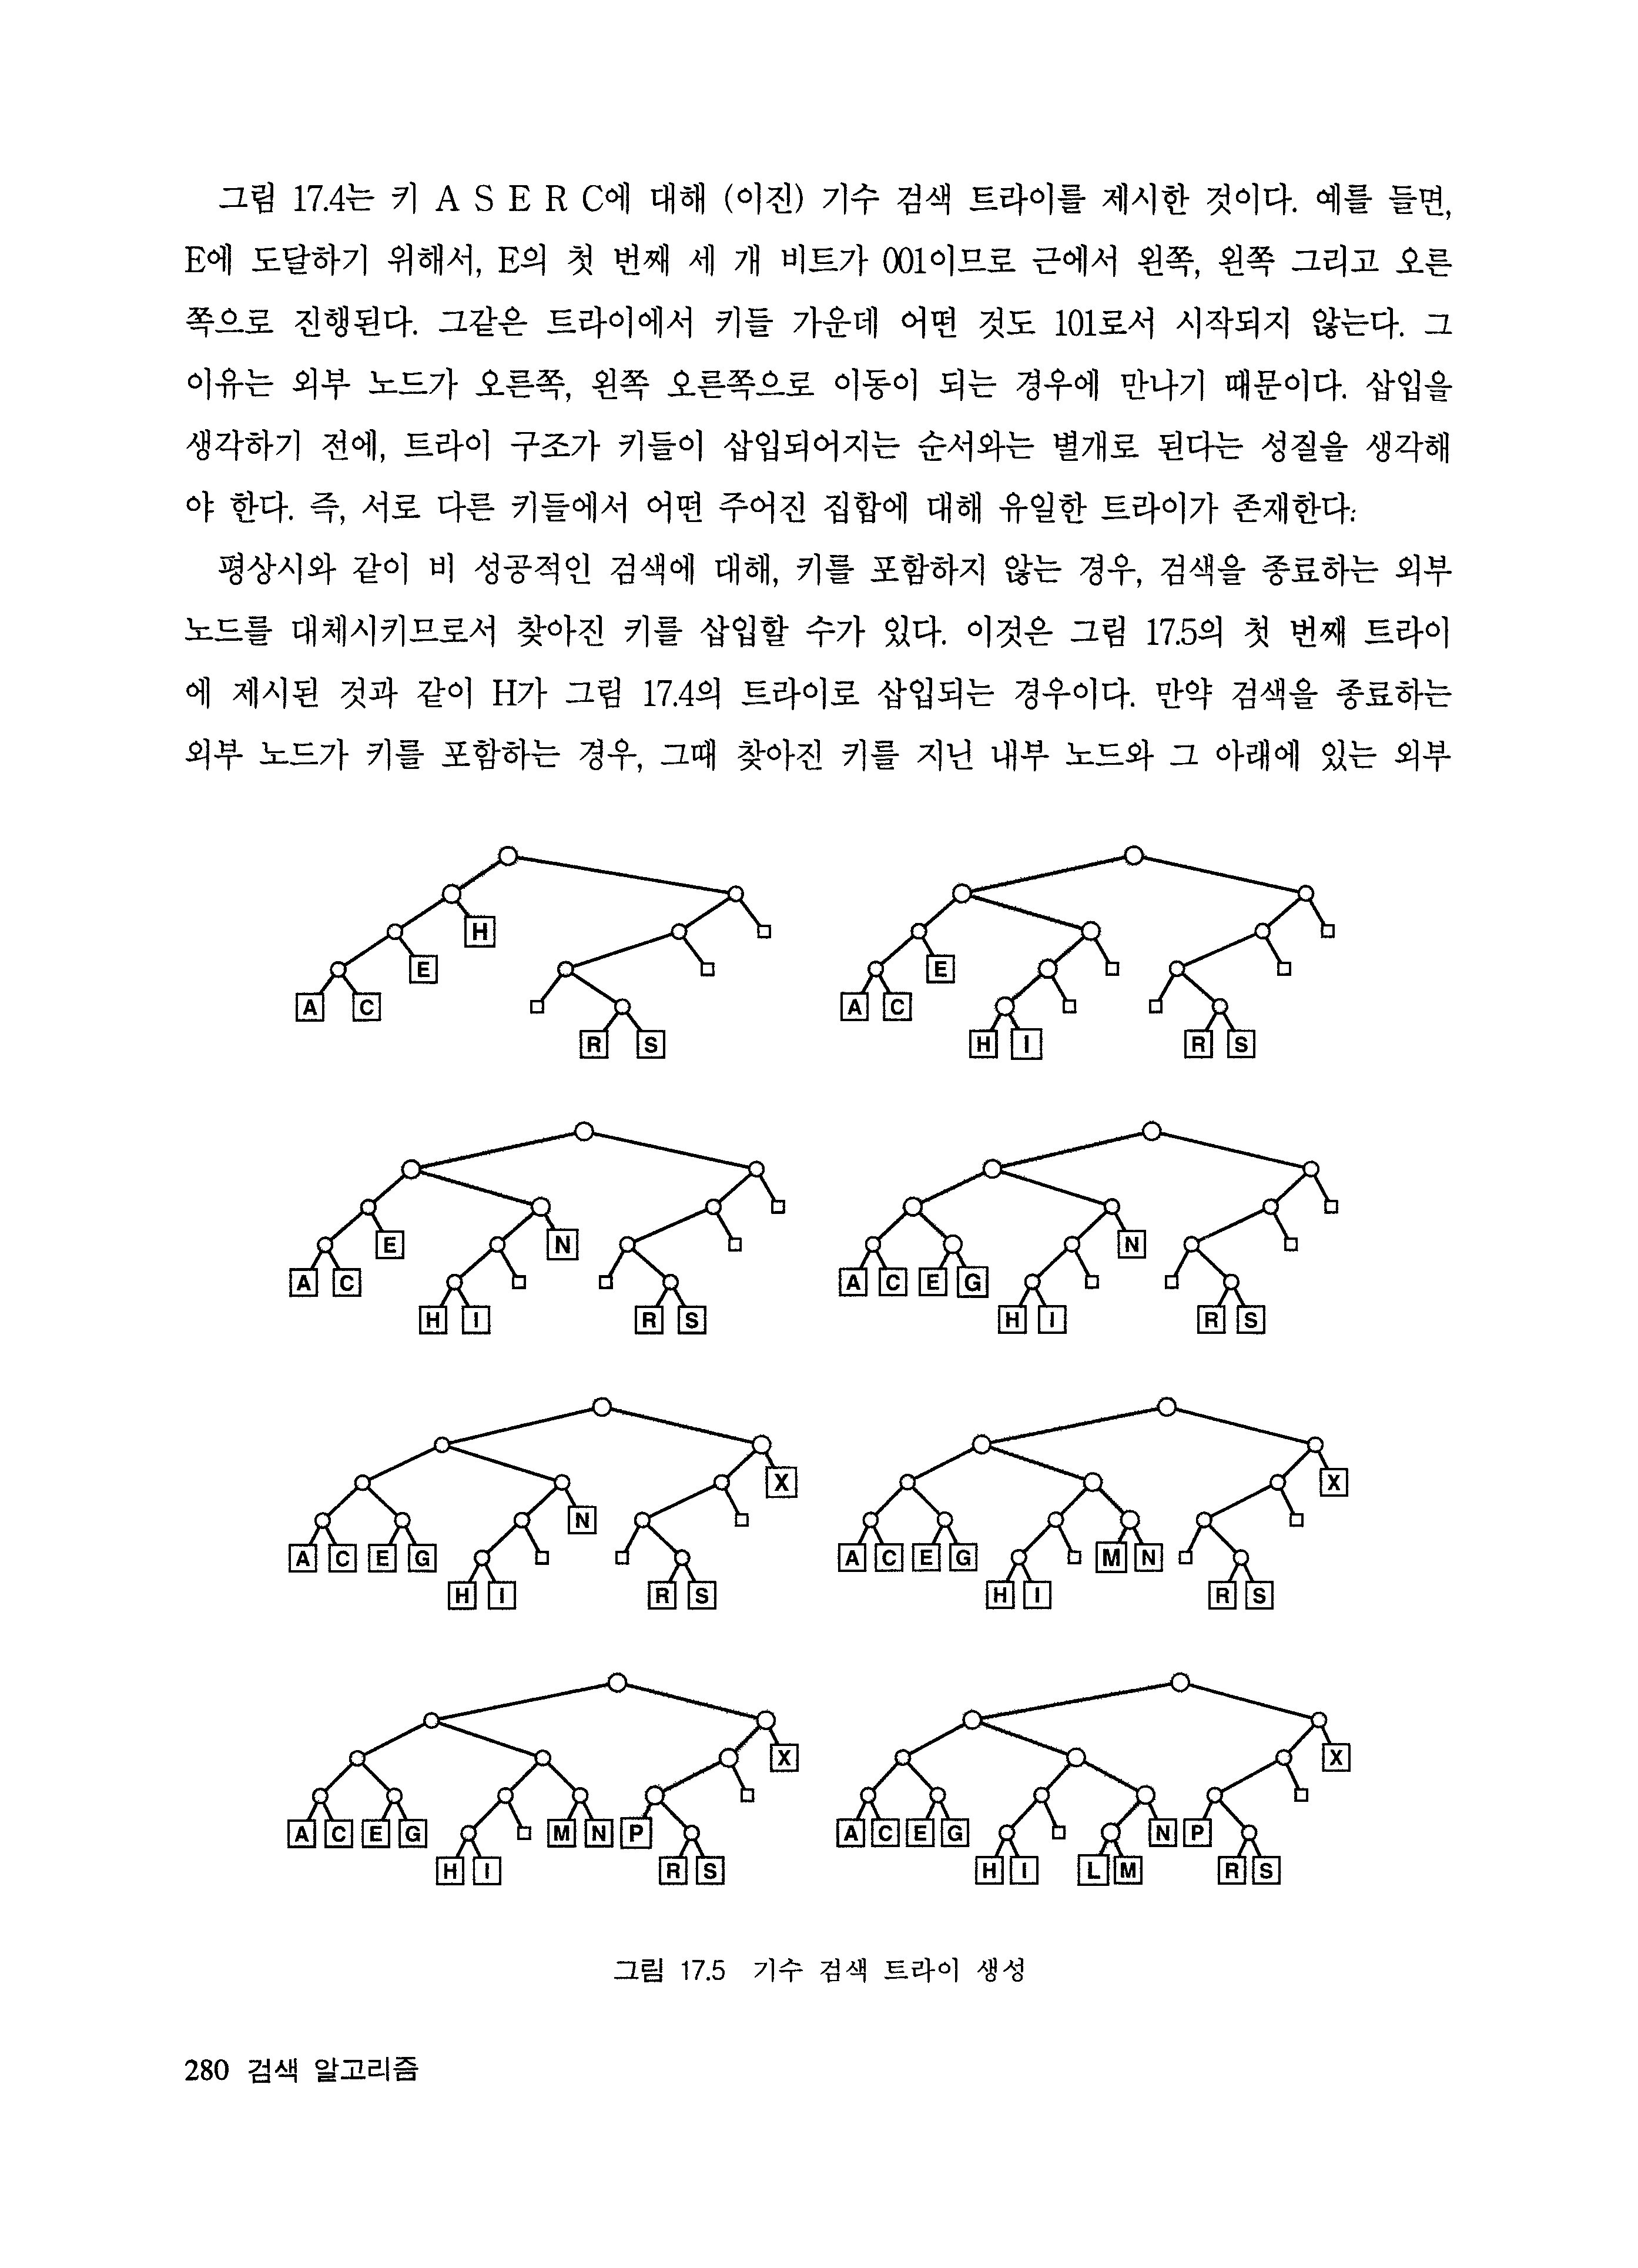 그림 17.4는 키 A S E R C에 대해 (이진) 기수 검색 트라이를 제시한 것이다. 예를 들면,
E에 도달하기 위해서, E의 첫 번째 세 개 비트가 001이므로 근에서 왼쪽, 왼쪽 그리고 오른
쪽으로 진행된다. 그같은 트라이에서 키들 가운데 어떤 것도 101로서 시작되지 않는다. 그
이유는 외부 노드가 오른쪽, 왼쪽 오른쪽으로 이동이 되는 경우에 만나기 때문이다. 삽입을
생각하기 전에, 트라이 구조가 키들이 삽입되어지는 순서와는 별개로 된다는 성질을 생각해
야 한다. 즉, 서로 다른 키들에서 어떤 주어진 집합에 대해 유일한 트라이가 존재한다.
평상시와 같이 비 성공적인 검색에 대해, 키를 포함하지 않는 경우, 검색을 종료하는 외부
노드를 대체시키므로서 찾아진 키를 삽입할 수가 있다. 이것은 그림 17.5의 첫 번째 트라이
에 제시된 것과 같이 H가 그림 17.4의 트라이로 삽입되는 경우이다. 만약 검색을 종료하는
외부 노드가 키를 포함하는 경우, 그때 찾아진 키를 지닌 내부 노드와 그 아래에 있는 외부
H
E
A C
R S
E
A C
H I
R S
E N
A C
H I
R S
N
A C E G
H I
R S
X
N
A C E G
H I
R S
X
A C E G M N
H I
R S
X
A C E G M N P
H I
R S
X
A C E G N P
H I L M
R S
그림 17.5 기수 검색 트라이 생성
280 검색 알고리즘